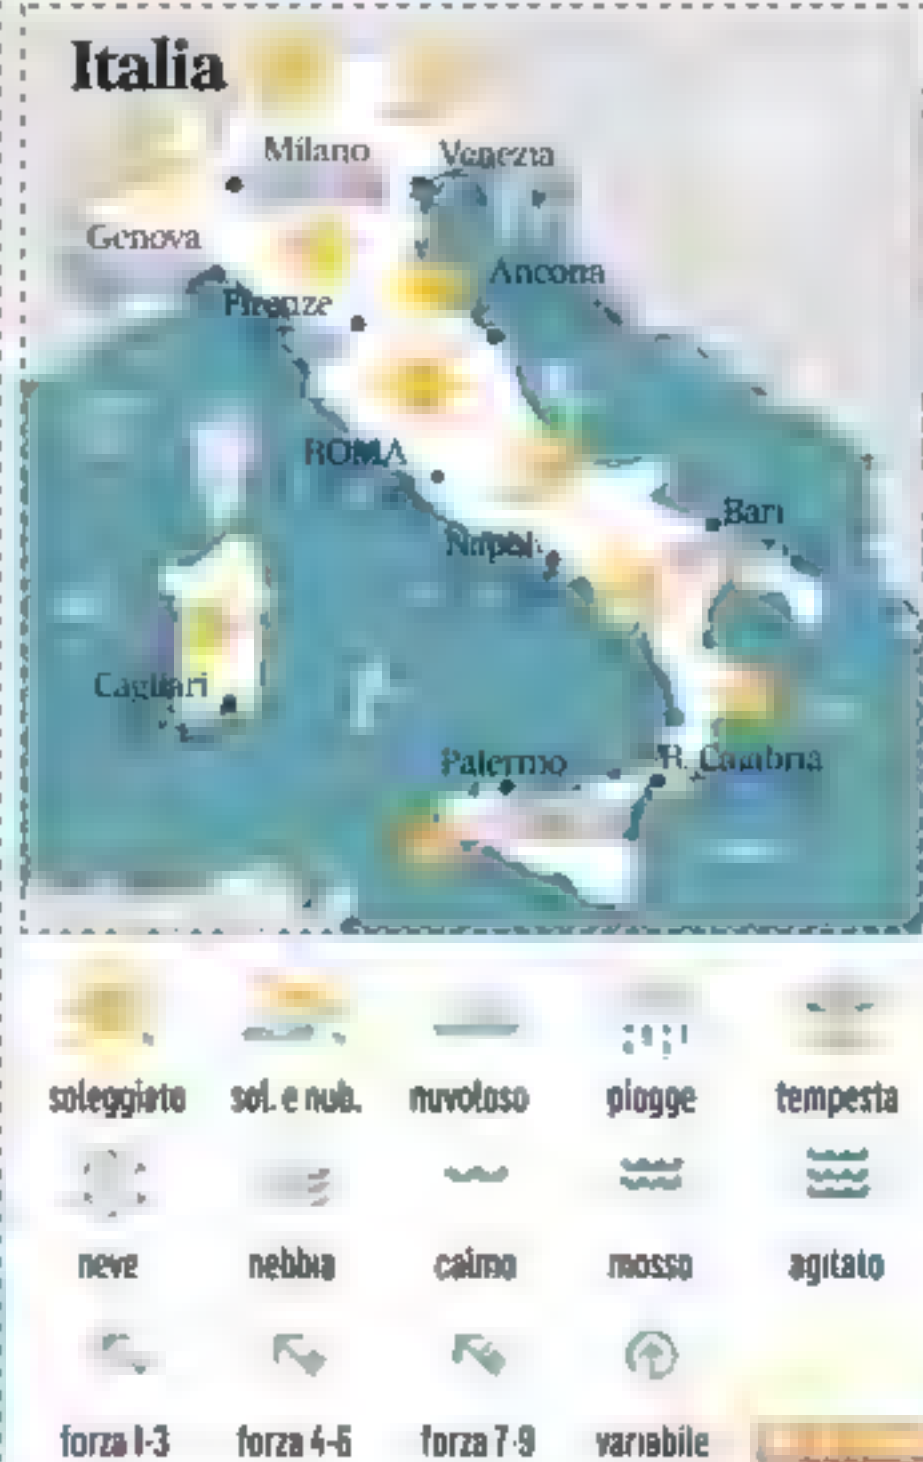 Italia
Milano
Venezia
Genova
Ancona
Firenze
ROMA
Bari
Napoli
Cagliari
Palermo
R. Calabria
soleggiato sol. e nub. nuvoloso piogge tempesta
neve nebbia calmo mosso agitato
forza 1-3 forza 4-6 forza 7-9 variabile